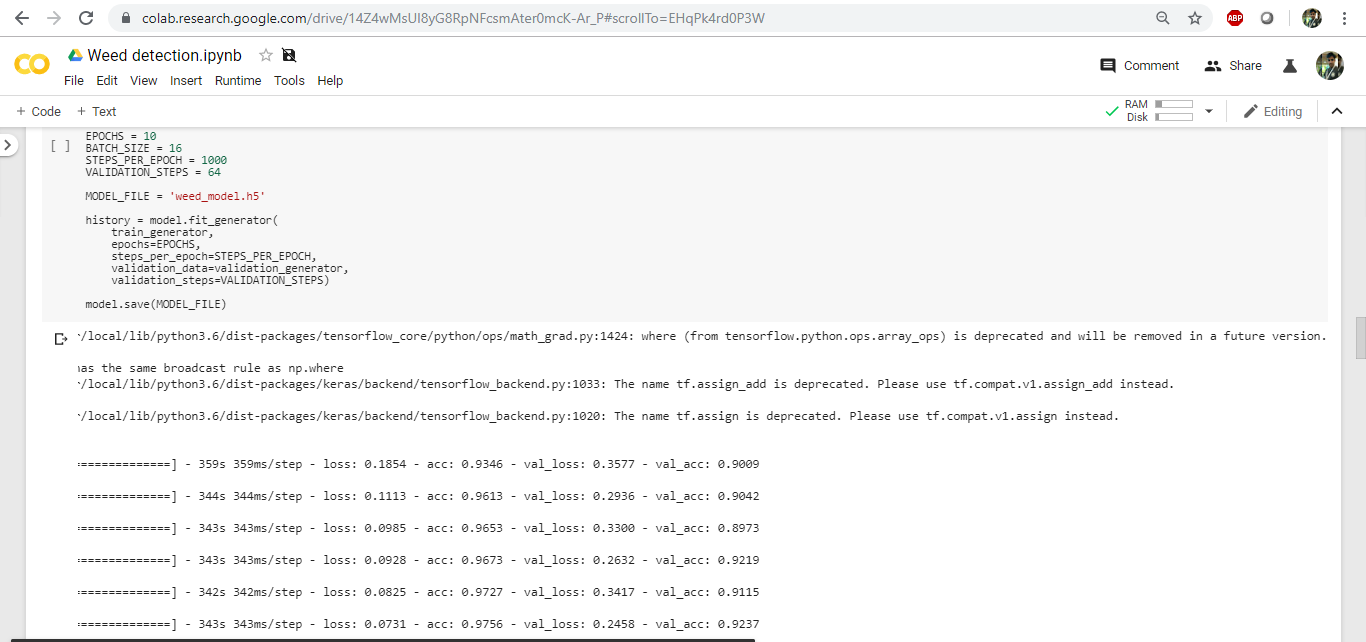 colab.research.google.com/drive/14Z4wMsUI8yG8RpNFcsmAter0mcK-Ar_P#scrollTo=EHqPk4rd0P3W
ABP
CO
Weed detection.ipynb
File Edit View Insert Runtime Tools Help
Comment
Share
+ Code + Text
RAM
Disk
Editing
[ ]
EPOCHS = 10
BATCH_SIZE = 16
STEPS_PER_EPOCH = 1000
VALIDATION_STEPS = 64
MODEL_FILE = 'weed_model.h5'
history = model.fit_generator(
train_generator,
epochs=EPOCHS,
steps_per_epoch=STEPS_PER_EPOCH,
validation_data=validation_generator,
validation_steps=VALIDATION_STEPS)
model.save(MODEL_FILE)
/local/lib/python3.6/dist-packages/tensorflow_core/python/ops/math_grad.py:1424: where (from tensorflow.python.ops.array_ops) is deprecated and will be removed in a future version.
has the same broadcast rule as np.where
/local/lib/python3.6/dist-packages/keras/backend/tensorflow_backend.py:1033: The name tf.assign_add is deprecated. Please use tf.compat.v1.assign_add instead.
/local/lib/python3.6/dist-packages/keras/backend/tensorflow_backend.py:1020: The name tf.assign is deprecated. Please use tf.compat.v1.assign instead.
==============] - 359s 359ms/step - loss: 0.1854 - acc: 0.9346 - val_loss: 0.3577 - val_acc: 0.9009
==============] - 344s 344ms/step - loss: 0.1113 - acc: 0.9613 - val_loss: 0.2936 - val_acc: 0.9042
==============] - 343s 343ms/step - loss: 0.0985 - acc: 0.9653 - val_loss: 0.3300 - val_acc: 0.8973
==============] - 343s 343ms/step - loss: 0.0928 - acc: 0.9673 - val_loss: 0.2632 - val_acc: 0.9219
==============] - 342s 342ms/step - loss: 0.0825 - acc: 0.9727 - val_loss: 0.3417 - val_acc: 0.9115
==============] - 343s 343ms/step - loss: 0.0731 - acc: 0.9756 - val_loss: 0.2458 - val_acc: 0.9237